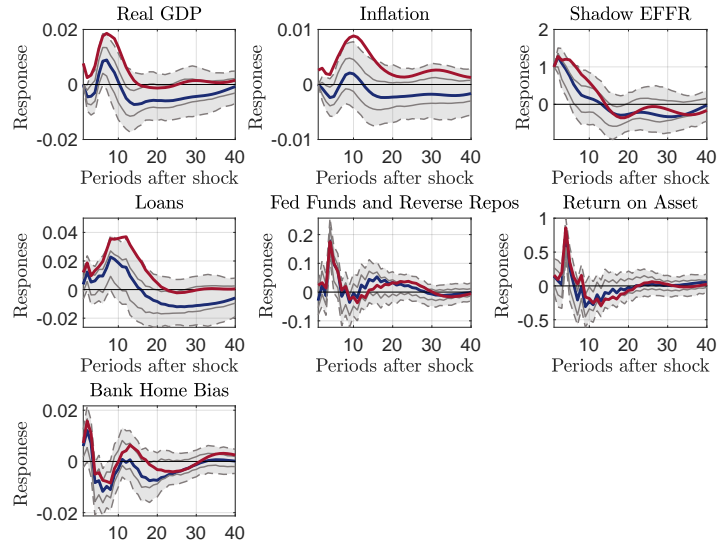 Real GDP Inflation Shadow EFFR
Responese 0.02 0 -0.02 Responese 0.01 0 -0.01 Responese 2 1 0
10 20 30 40 10 20 30 40 10 20 30 40
Periods after shock Periods after shock Periods after shock
Loans Fed Funds and Reverse Repos Return on Asset
Responese 0.04 0.02 0 -0.02 Responese 0.2 0.1 0 -0.1 Responese 1 0.5 0 -0.5
10 20 30 40 10 20 30 40 10 20 30 40
Periods after shock Periods after shock Periods after shock
Bank Home Bias
Responese 0.02 0 -0.02
10 20 30 40